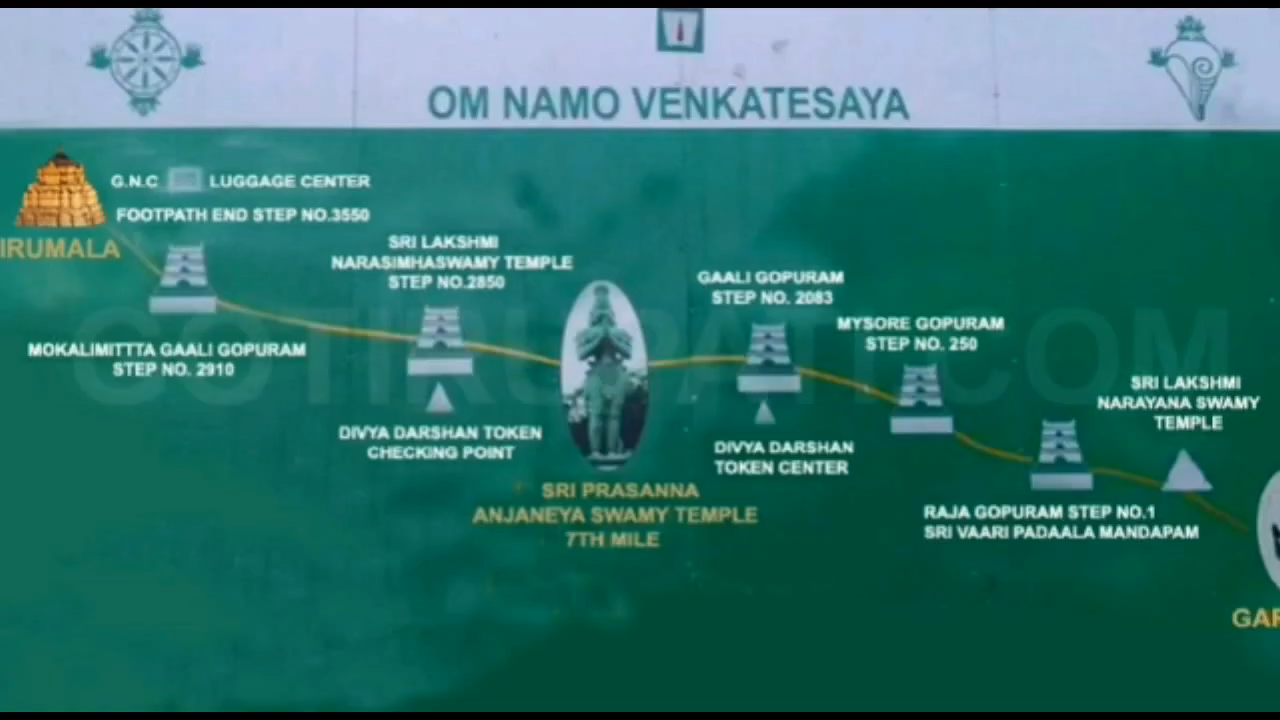 OM NAMO VENKATESAYA
G.N.C LUGGAGE CENTER
FOOTPATH END STEP NO.3550
IRUMALA
MOKALIMITTTA GAALI GOPURAM
STEP NO. 2910
SRI LAKSHMI
NARASIMHASWAMY TEMPLE
STEP NO.2850
DIVYA DARSHAN TOKEN
CHECKING POINT
SRI PRASANNA
ANJANEYA SWAMY TEMPLE
7TH MILE
GAALI GOPURAM
STEP NO. 2083
DIVYA DARSHAN
TOKEN CENTER
MYSORE GOPURAM
STEP NO. 250
RAJA GOPURAM STEP NO.1
SRI VAARI PADAALA MANDAPAM
SRI LAKSHMI
NARAYANA SWAMY
TEMPLE
GAR
GOTIRUPATI.COM